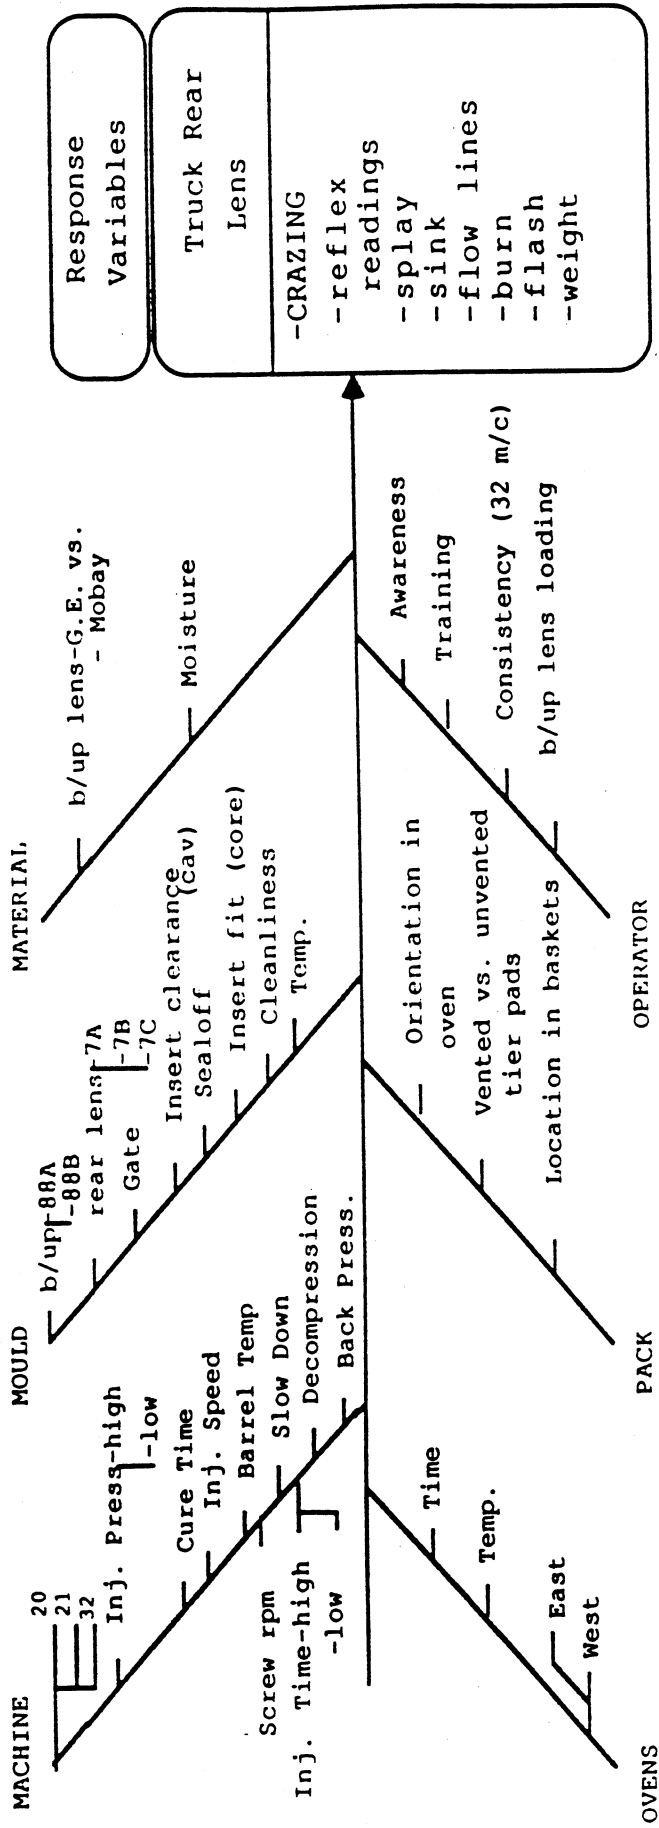 MACHINE
20
21
32
Inj. Press-high
-low
Cure Time
Inj. Speed
Barrel Temp
Slow Down
Decompression
Back Press.
Screw rpm
Inj. Time-high
-low
MOULD
b/up-88A
-88B
rear lens-7A
-7B
-7C
Gate
Insert clearance
(cav)
Sealoff
Insert fit (core)
Cleanliness
Temp.
MATERIAL
b/up lens-G.E. vs.
- Mobay
Moisture
OVENS
Time
Temp.
East
West
PACK
Orientation in
oven
Vented vs. unvented
tier pads
Location in baskets
OPERATOR
Awareness
Training
Consistency (32 m/c)
b/up lens loading
Response
Variables
Truck Rear
Lens
-CRAZING
-reflex
readings
-splay
-sink
-flow lines
-burn
-flash
-weight